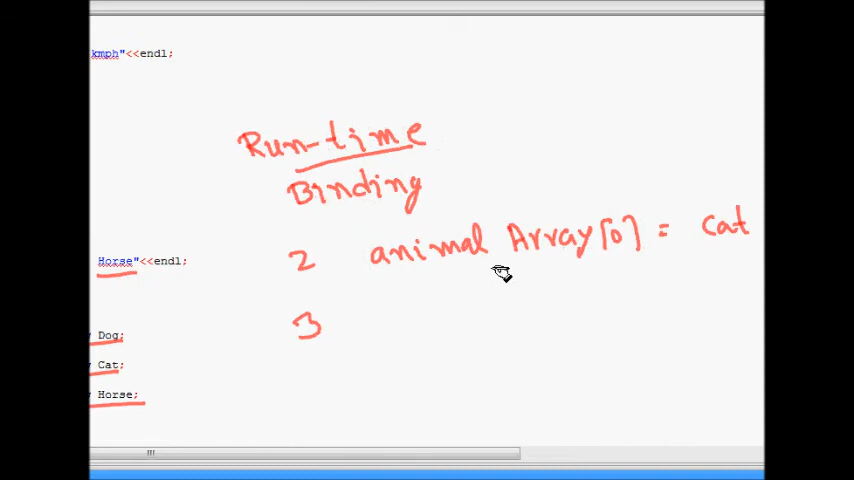 kmph"<<endl;
Run-time
Binding
2 animal Array[0] = Cat
Horse"<<endl;
3
Dog;
Cat;
Horse;